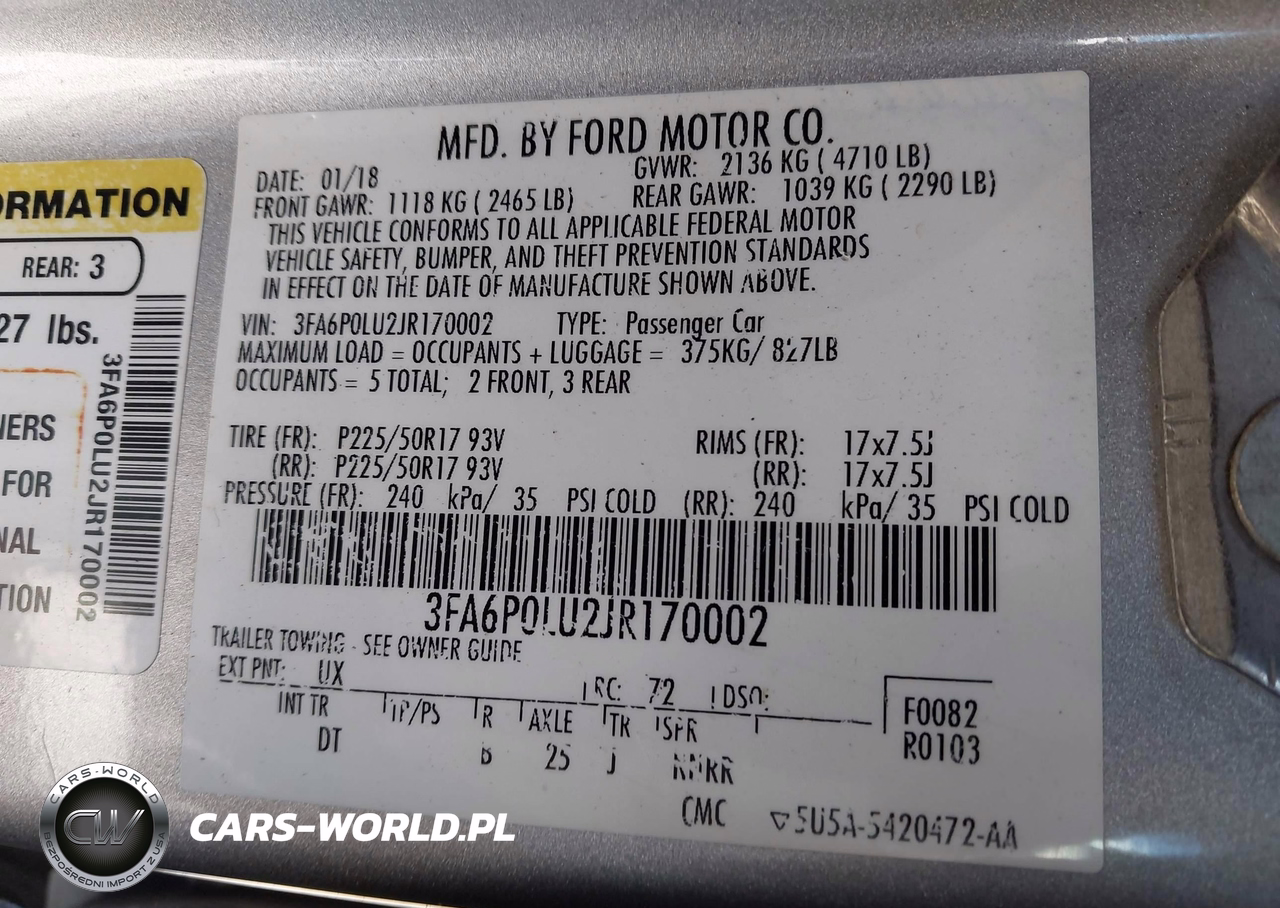 MFD. BY FORD MOTOR CO.
DATE: 01/18 GVWR: 2136 KG ( 4710 LB)
FRONT GAWR: 1118 KG ( 2465 LB) REAR GAWR: 1039 KG ( 2290 LB)
THIS VEHICLE CONFORMS TO ALL APPLICABLE FEDERAL MOTOR
VEHICLE SAFETY, BUMPER, AND THEFT PREVENTION STANDARDS
IN EFFECT ON THE DATE OF MANUFACTURE SHOWN ABOVE.
VIN: 3FA6P0LU2JR170002 TYPE: Passenger Car
MAXIMUM LOAD = OCCUPANTS + LUGGAGE = 375KG/ 827LB
OCCUPANTS = 5 TOTAL; 2 FRONT, 3 REAR
TIRE (FR): P225/50R17 93V RIMS (FR): 17x7.5J
(RR): P225/50R17 93V (RR): 17x7.5J
PRESSURE (FR): 240 kPa/ 35 PSI COLD (RR): 240 kPa/ 35 PSI COLD
3FA6P0LU2JR170002
TRAILER TOWING - SEE OWNER GUIDE
EXT PNT: UX RC: 72 DSO:
INT TR TP/PS R AXLE TR SPR
DT B 25 J
F0082
R0103
CMC 5U5A-5420472-AA
ORMATION
REAR: 3
27 lbs.
3FA6P0LU2JR170002
NERS
FOR
NAL
TION
CARS-WORLD
CW
BEZPOŚREDNI IMPORT Z USA
CARS-WORLD.PL